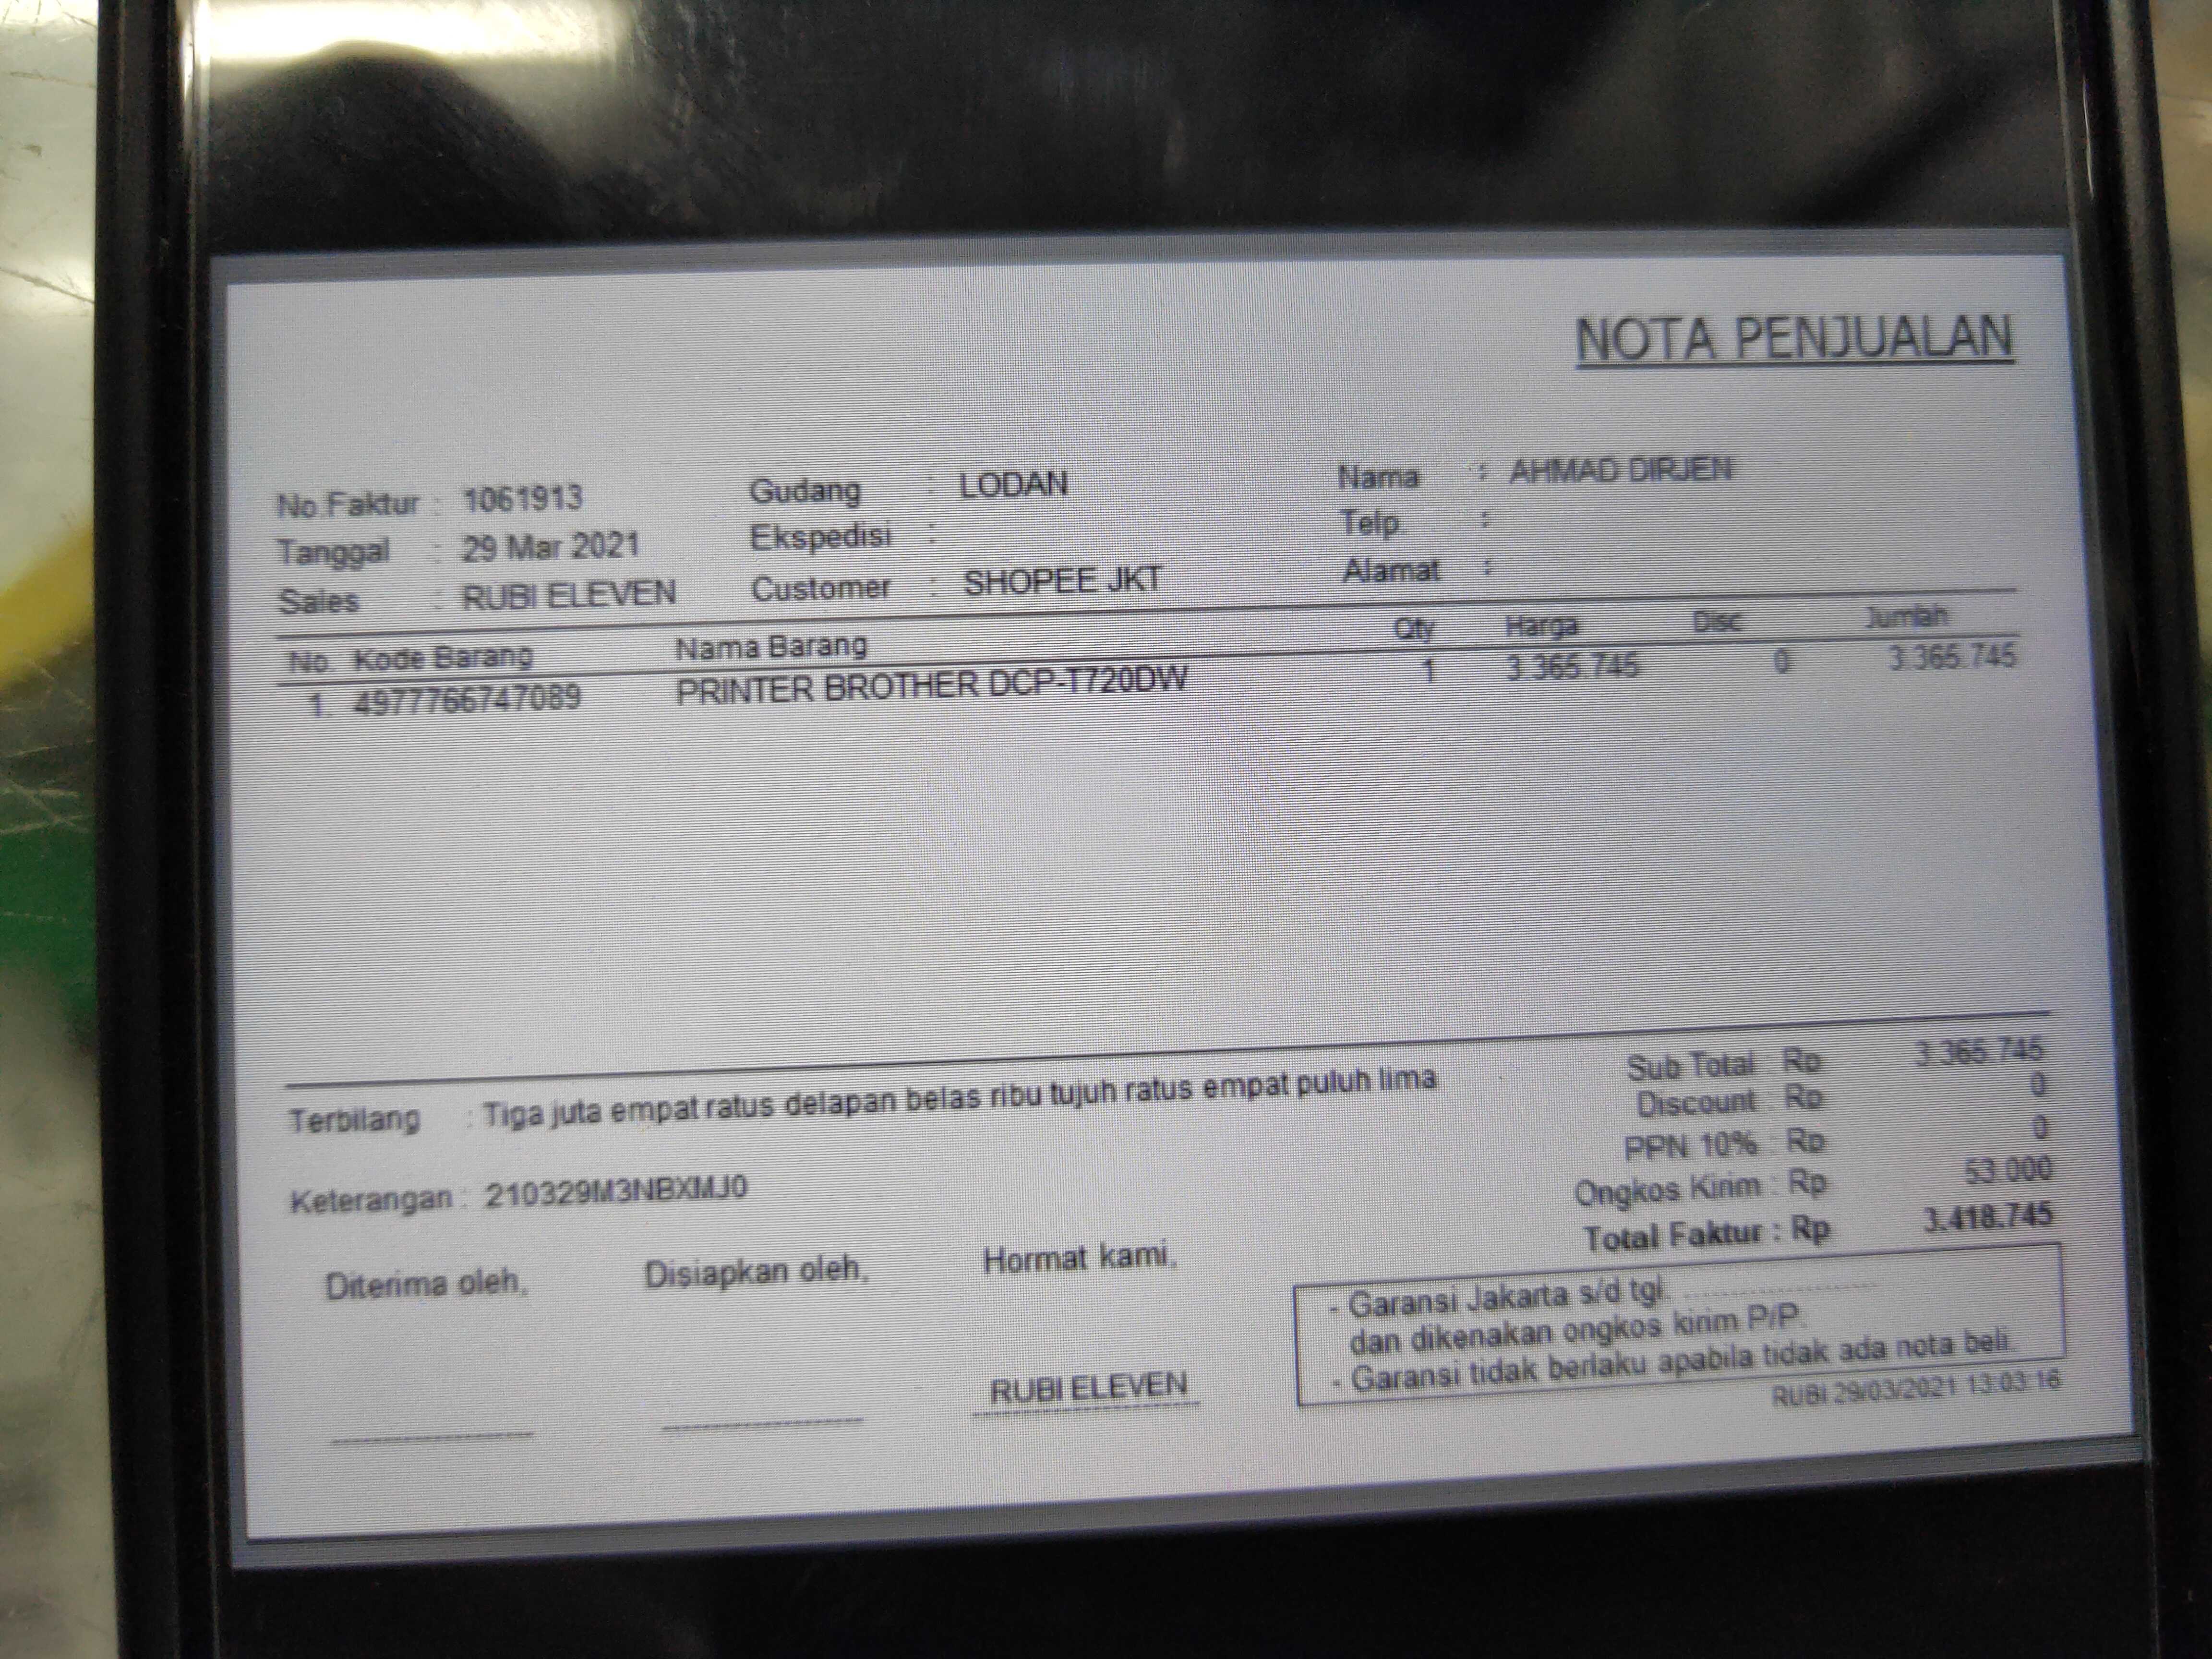 NOTA PENJUALAN
No.Faktur : 1061913 Gudang : LODAN Nama : AHMAD DIRJEN
Tanggal : 29 Mar 2021 Ekspedisi : Telp. :
Sales : RUBI ELEVEN Customer : SHOPEE JKT Alamat :
No. Kode Barang Nama Barang Qty Harga Disc Jumlah
1. 4977766747089 PRINTER BROTHER DCP-T720DW 1 3.365.745 0 3.365.745
Terbilang : Tiga juta empat ratus delapan belas ribu tujuh ratus empat puluh lima
Sub Total : Rp 3.365.745
Discount : Rp 0
PPN 10% : Rp 0
Keterangan : 210329M3NBXMJ0
Ongkos Kirim : Rp 53.000
Total Faktur : Rp 3.418.745
Diterima oleh, Disiapkan oleh, Hormat kami,
RUBI ELEVEN
- Garansi Jakarta s/d tgl. ....................
dan dikenakan ongkos kirim P/P.
- Garansi tidak berlaku apabila tidak ada nota beli.
RUBI 29/03/2021 13:03:16